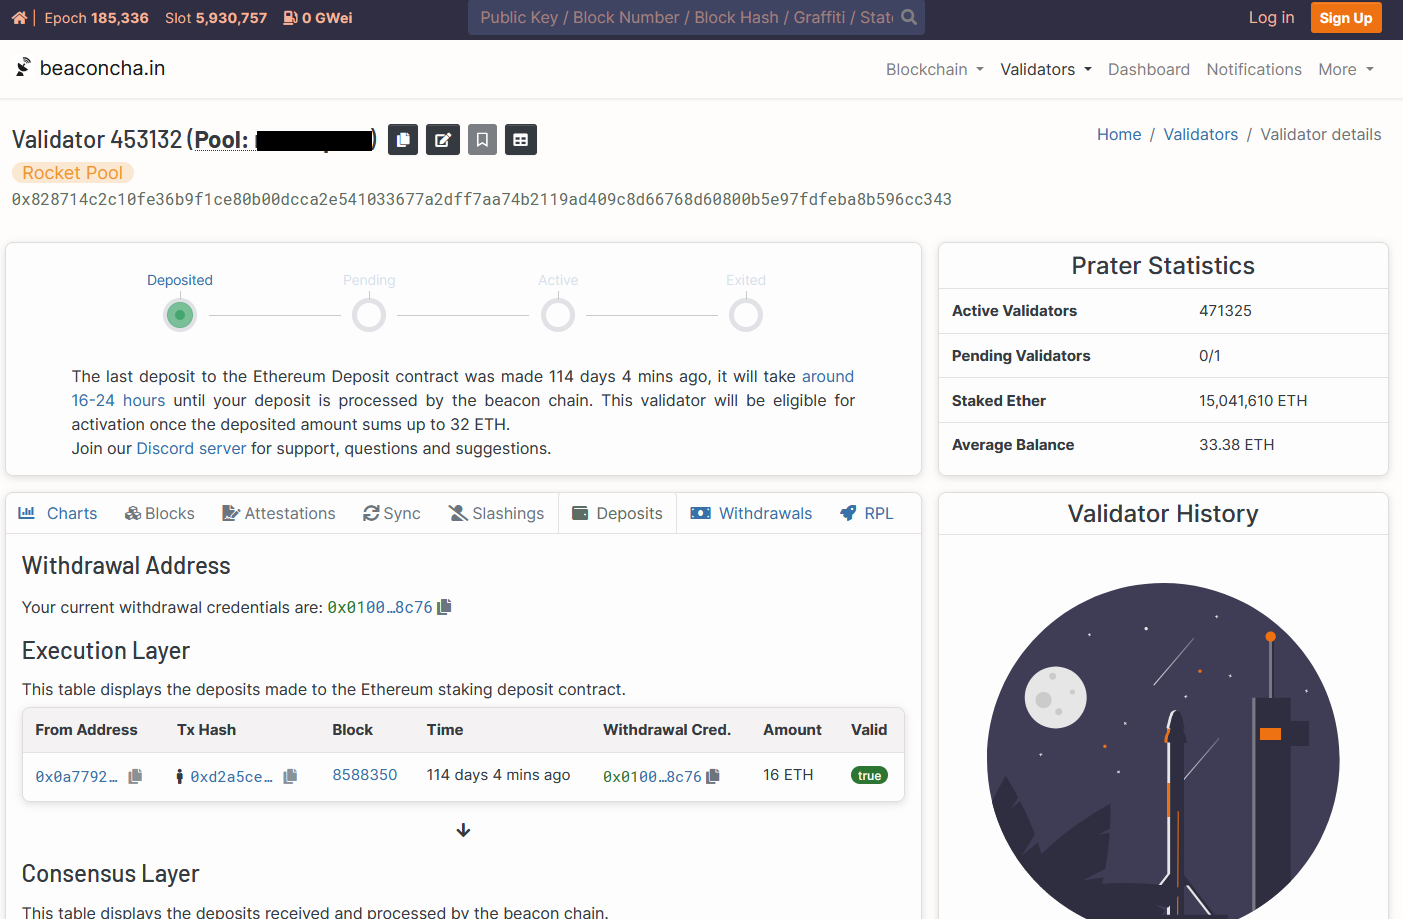 Epoch 185,336 Slot 5,930,757 0 GWei Public Key / Block Number / Block Hash / Graffiti / State Log in Sign Up
beaconcha.in Blockchain Validators Dashboard Notifications More
Validator 453132 (Pool: ) Home / Validators / Validator details
Rocket Pool
0x828714c2c10fe36b9f1ce80b00dcca2e541033677a2dff7aa74b2119ad409c8d66768d60800b5e97fdfeba8b596cc343
Deposited Pending Active Exited
The last deposit to the Ethereum Deposit contract was made 114 days 4 mins ago, it will take around
16-24 hours until your deposit is processed by the beacon chain. This validator will be eligible for
activation once the deposited amount sums up to 32 ETH.
Join our Discord server for support, questions and suggestions.
Prater Statistics
Active Validators 471325
Pending Validators 0/1
Staked Ether 15,041,610 ETH
Average Balance 33.38 ETH
Charts Blocks Attestations Sync Slashings Deposits Withdrawals RPL
Withdrawal Address
Your current withdrawal credentials are: 0x0100…8c76
Execution Layer
This table displays the deposits made to the Ethereum staking deposit contract.
From Address Tx Hash Block Time Withdrawal Cred. Amount Valid
0x0a7792… 0xd2a5ce… 8588350 114 days 4 mins ago 0x0100…8c76 16 ETH true
Consensus Layer
This table displays the deposits received and processed by the beacon chain.
Validator History